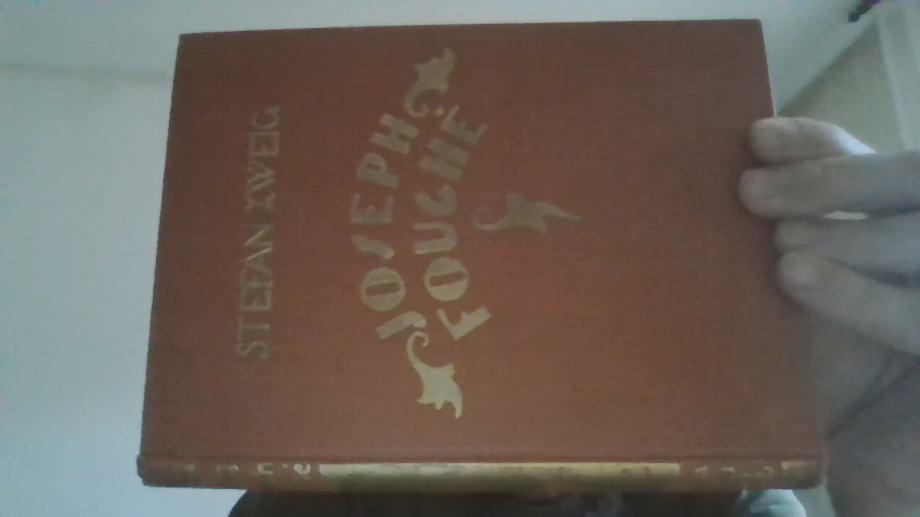 STEFAN ZWEIG
JOSEPH
FOUCHÉ